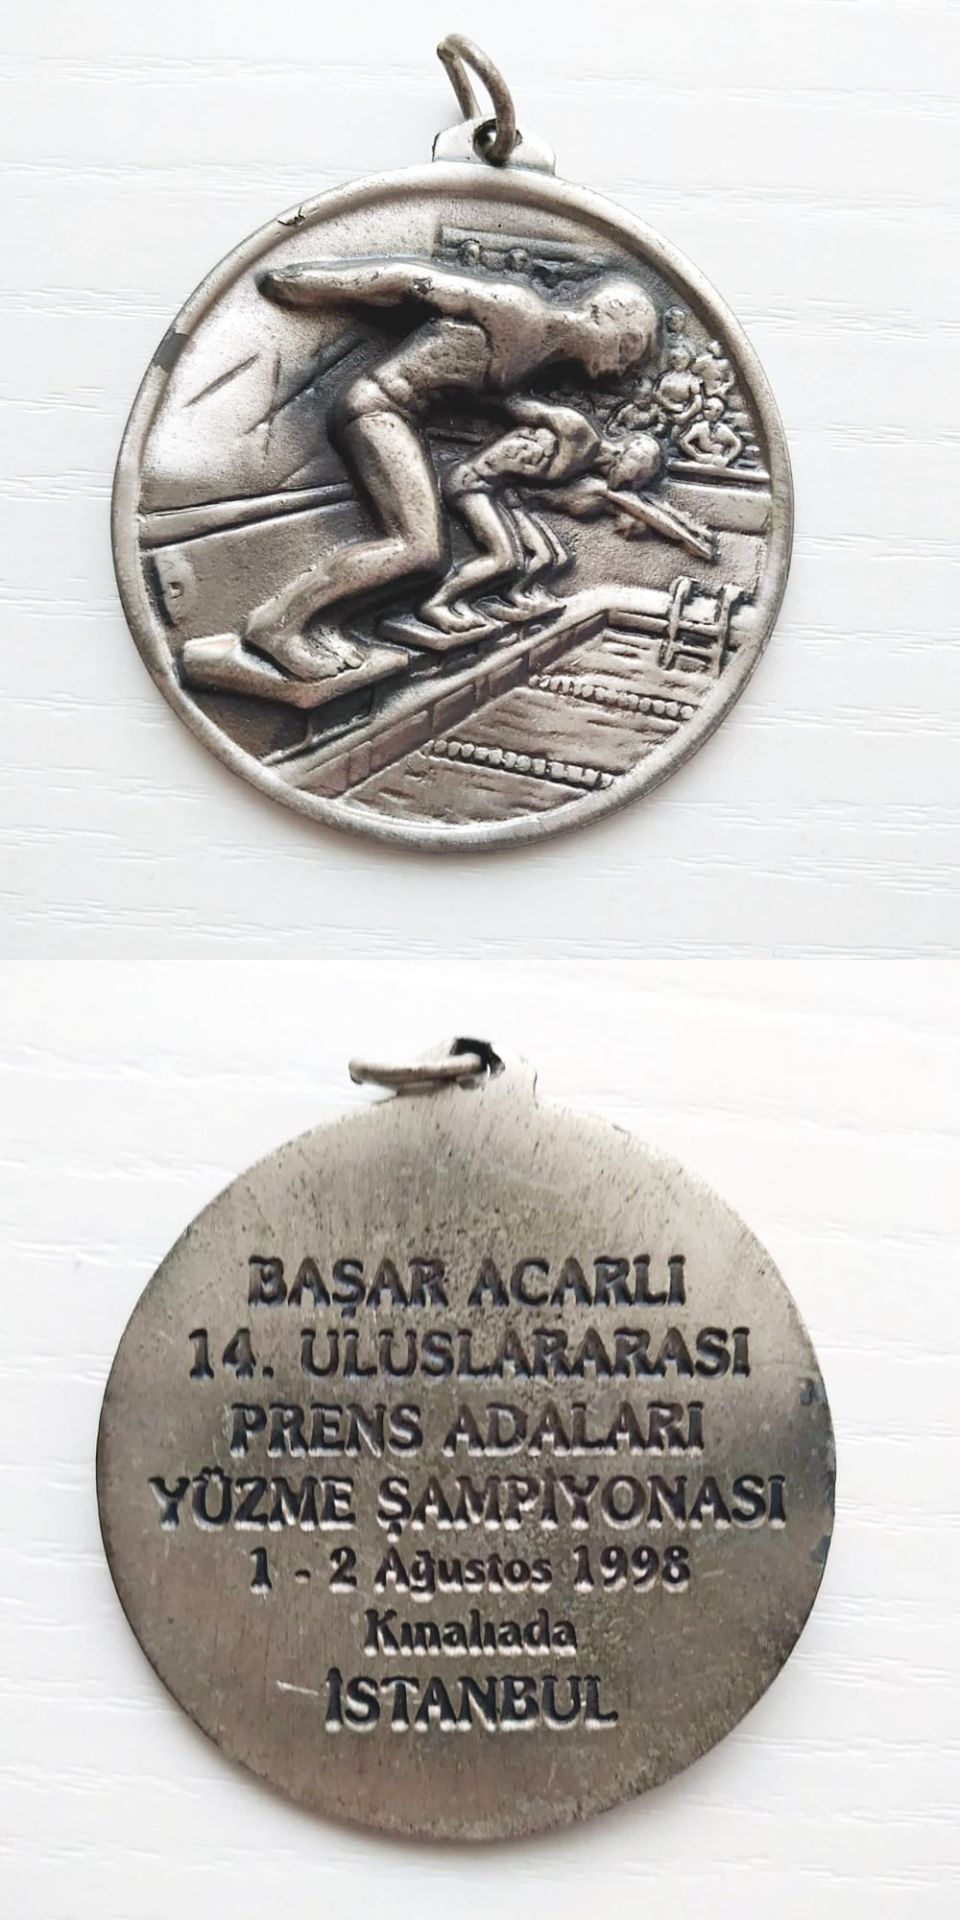 BAŞAR ACARLI
14. ULUSLARARASI
PRENS ADALARI
YÜZME ŞAMPİYONASI
1 - 2 Ağustos 1998
Kınalıada
İSTANBUL